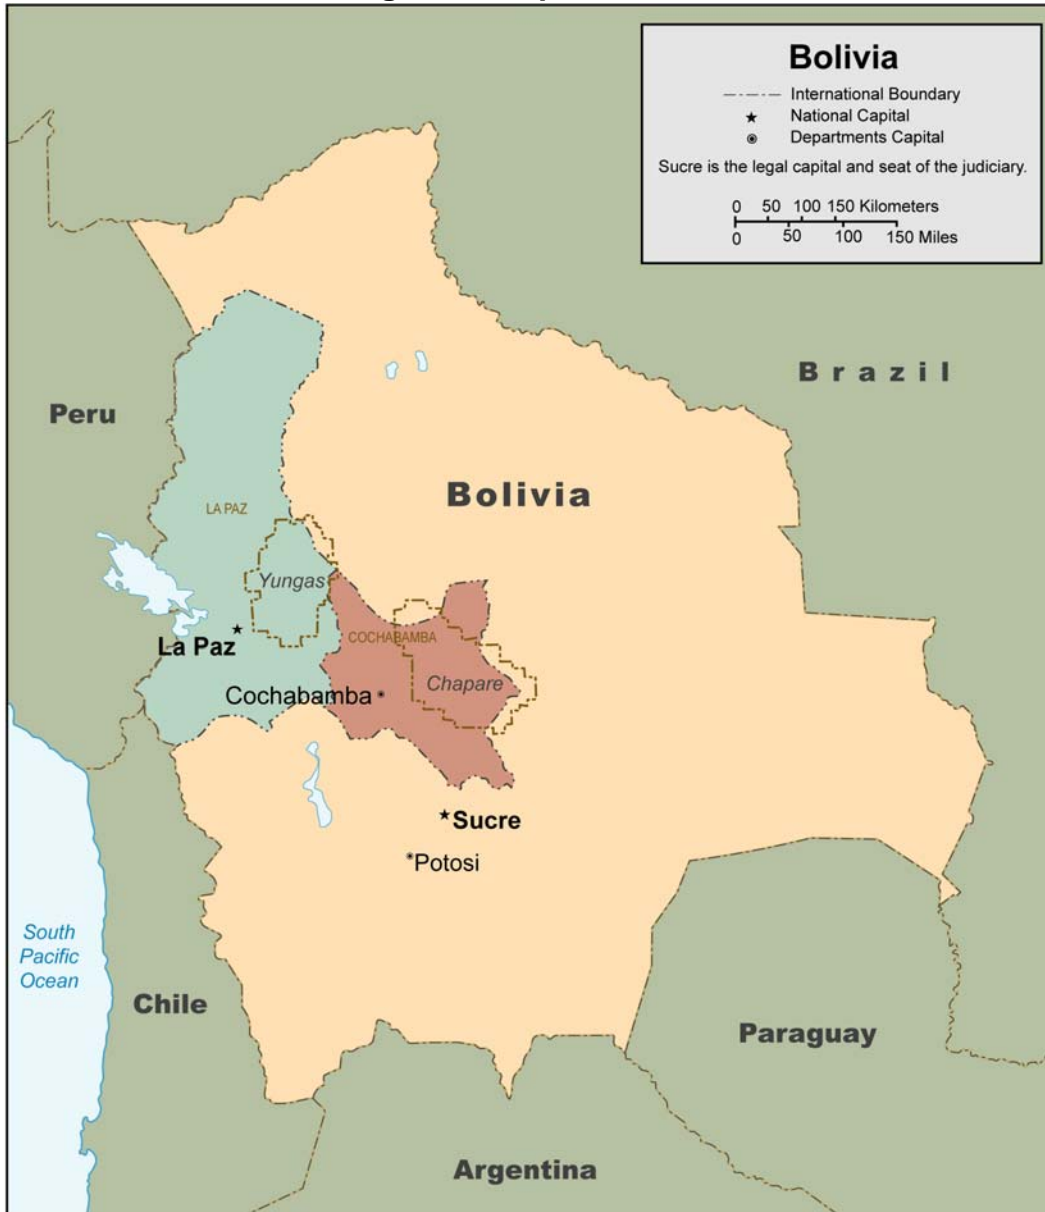 Bolivia
International Boundary
National Capital
Departments Capital
Sucre is the legal capital and seat of the judiciary.
0 50 100 150 Kilometers
0 50 100 150 Miles
Brazil
Peru
Bolivia
LA PAZ
Yungas
La Paz
COCHABAMBA
Chapare
Cochabamba
Sucre
Potosi
South
Pacific
Ocean
Chile
Paraguay
Argentina